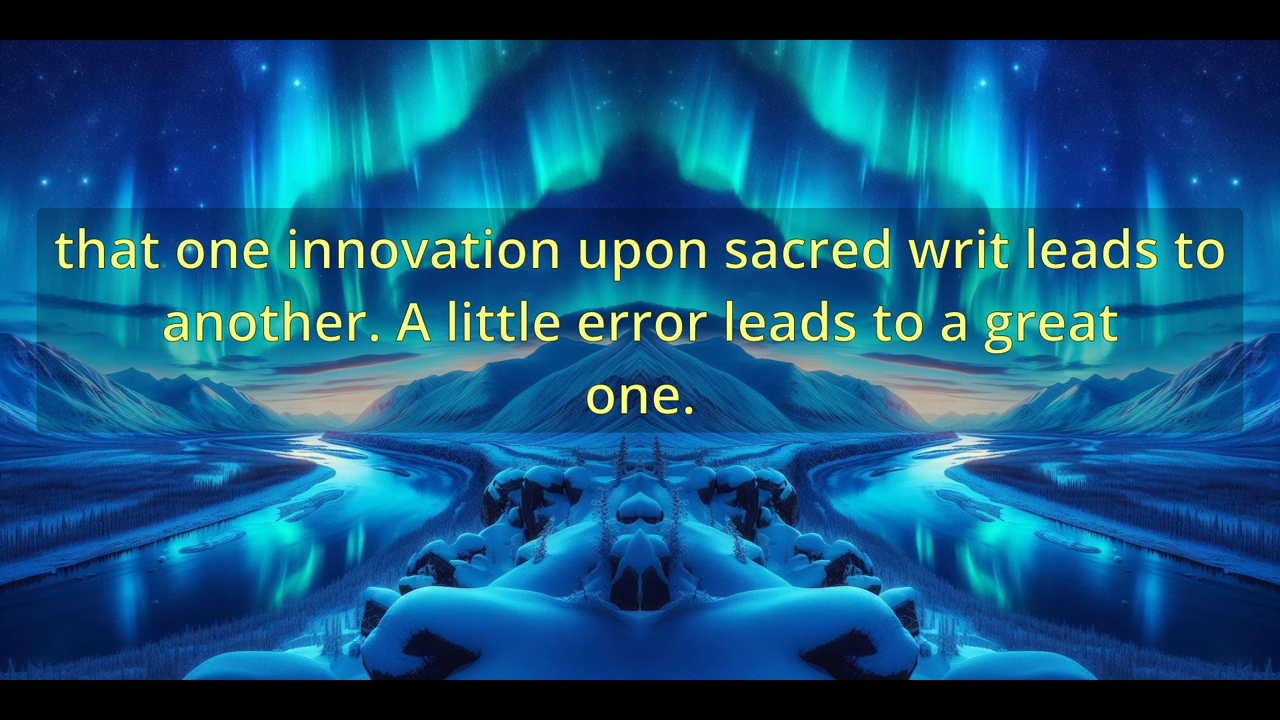 that one innovation upon sacred writ leads to
another. A little error leads to a great
one.